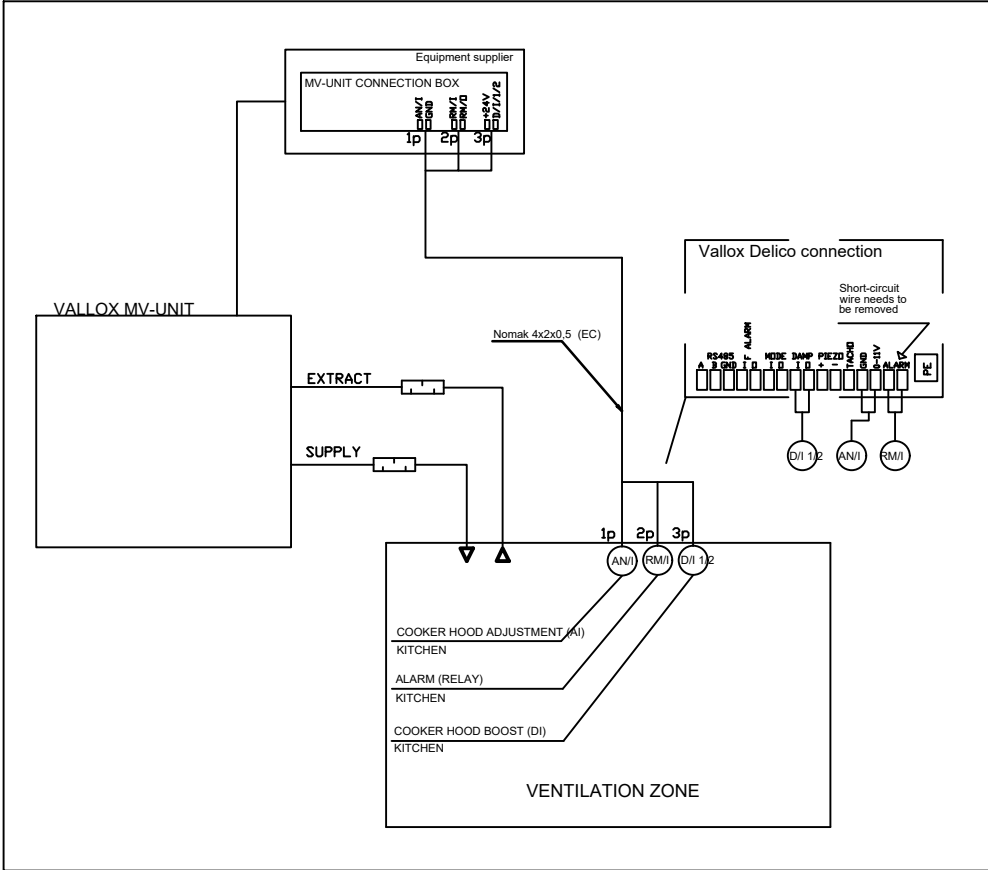 Equipment supplier
MV-UNIT CONNECTION BOX
AN/I
GND
RM/I
RM/O
+24V
D/I/1/2
1p 2p 3p
Vallox Delico connection
Short-circuit
wire needs to
be removed
VALLOX MV-UNIT
Nomak 4x2x0,5 (EC)
RS485
A B GND
F ALARM
I O
MODE
I O
DAMP
I O
PIEZO
+ -
TACHO
GND
0-11V
ALARM
PE
EXTRACT
SUPPLY
D/I 1/2 AN/I RM/I
1p 2p 3p
AN/I RM/I D/I 1/2
COOKER HOOD ADJUSTMENT (AI)
KITCHEN
ALARM (RELAY)
KITCHEN
COOKER HOOD BOOST (DI)
KITCHEN
VENTILATION ZONE